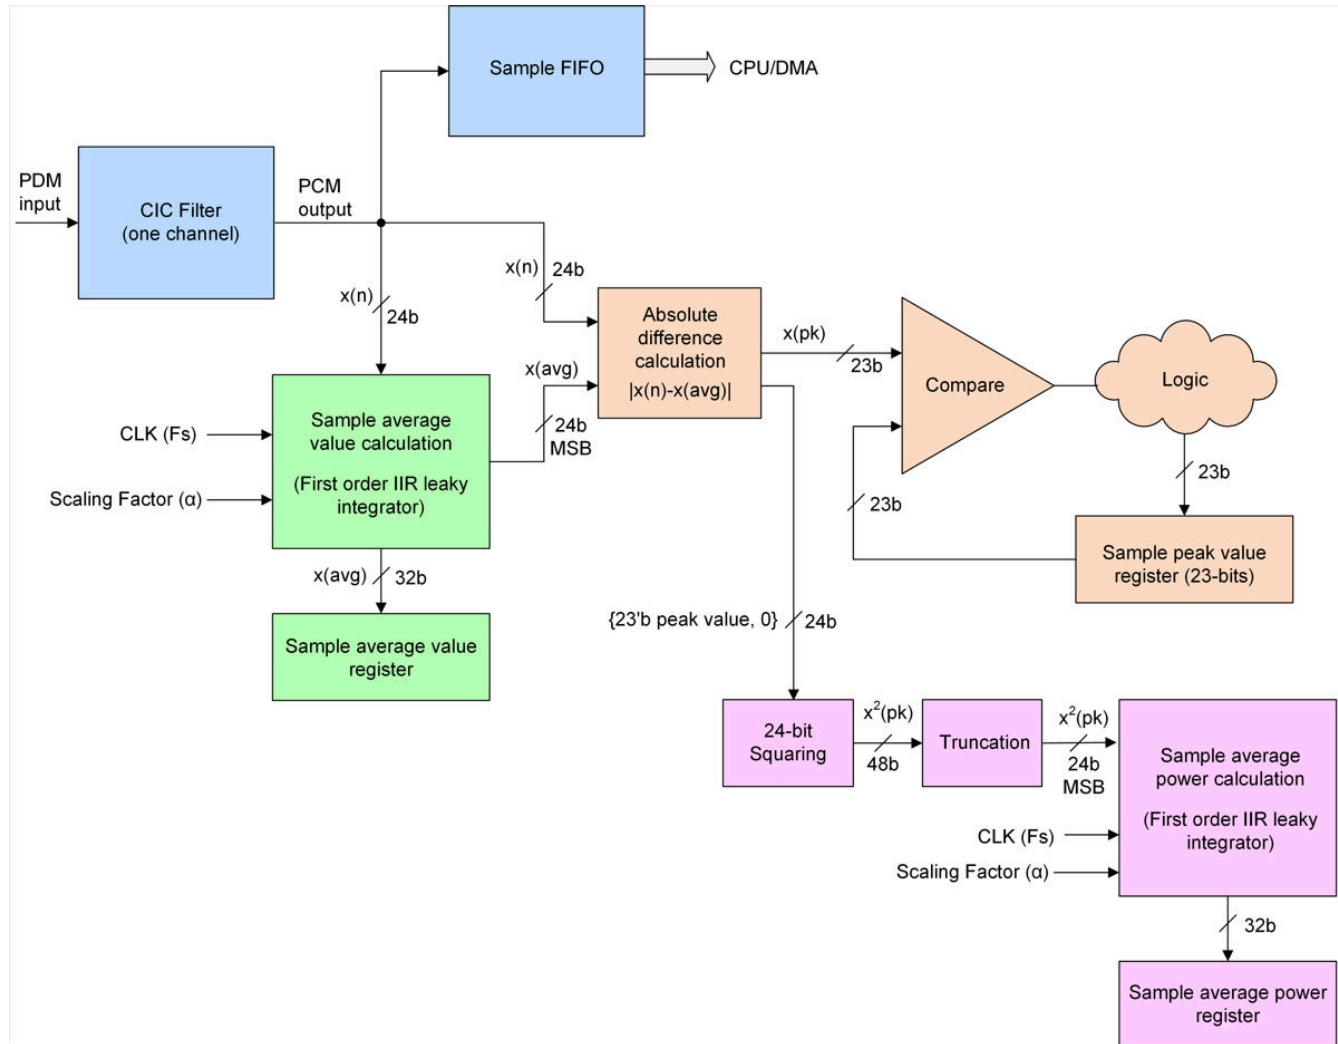 Sample FIFO
CPU/DMA
PDM
input
CIC Filter
(one channel)
PCM
output
x(n)
24b
x(n)
24b
Absolute
difference
calculation
|x(n)-x(avg)|
x(pk)
23b
Compare
Logic
x(avg)
24b
MSB
CLK (Fs)
Scaling Factor (α)
Sample average
value calculation
(First order IIR leaky
integrator)
23b
23b
Sample peak value
register (23-bits)
x(avg)
32b
Sample average value
register
{23'b peak value, 0}
24b
24-bit
Squaring
x²(pk)
48b
Truncation
x²(pk)
24b
MSB
Sample average
power calculation
(First order IIR leaky
integrator)
CLK (Fs)
Scaling Factor (α)
32b
Sample average power
register